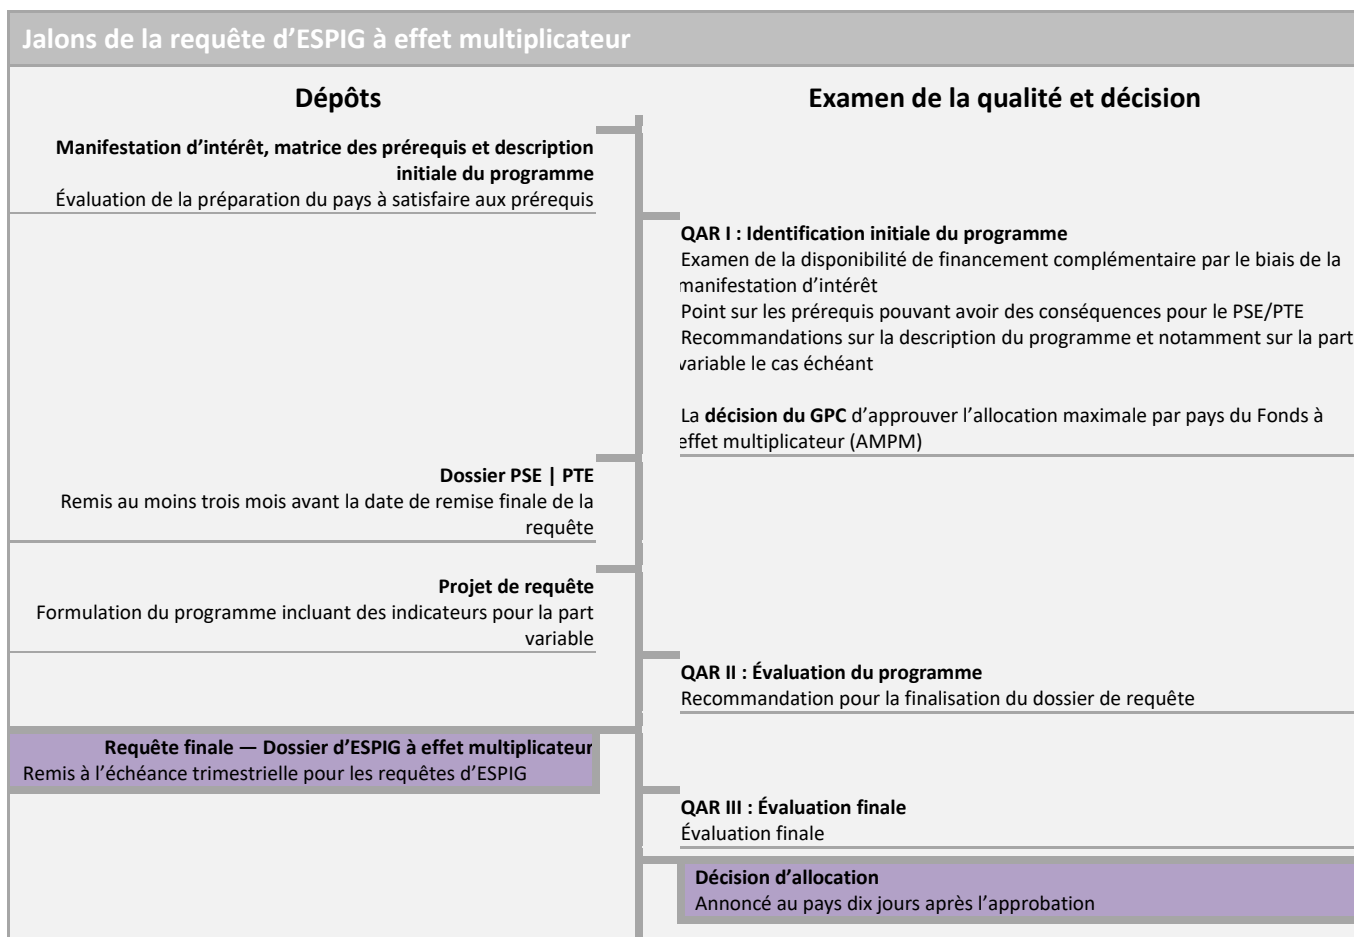 Jalons de la requête d’ESPIG à effet multiplicateur
Dépôts
Examen de la qualité et décision
Manifestation d’intérêt, matrice des prérequis et description
initiale du programme
Évaluation de la préparation du pays à satisfaire aux prérequis
QAR I : Identification initiale du programme
Examen de la disponibilité de financement complémentaire par le biais de la
manifestation d’intérêt
Point sur les prérequis pouvant avoir des conséquences pour le PSE/PTE
Recommandations sur la description du programme et notamment sur la part
variable le cas échéant
La décision du GPC d’approuver l’allocation maximale par pays du Fonds à
effet multiplicateur (AMPM)
Dossier PSE | PTE
Remis au moins trois mois avant la date de remise finale de la
requête
Projet de requête
Formulation du programme incluant des indicateurs pour la part
variable
QAR II : Évaluation du programme
Recommandation pour la finalisation du dossier de requête
Requête finale — Dossier d’ESPIG à effet multiplicateur
Remis à l’échéance trimestrielle pour les requêtes d’ESPIG
QAR III : Évaluation finale
Évaluation finale
Décision d’allocation
Annoncé au pays dix jours après l’approbation